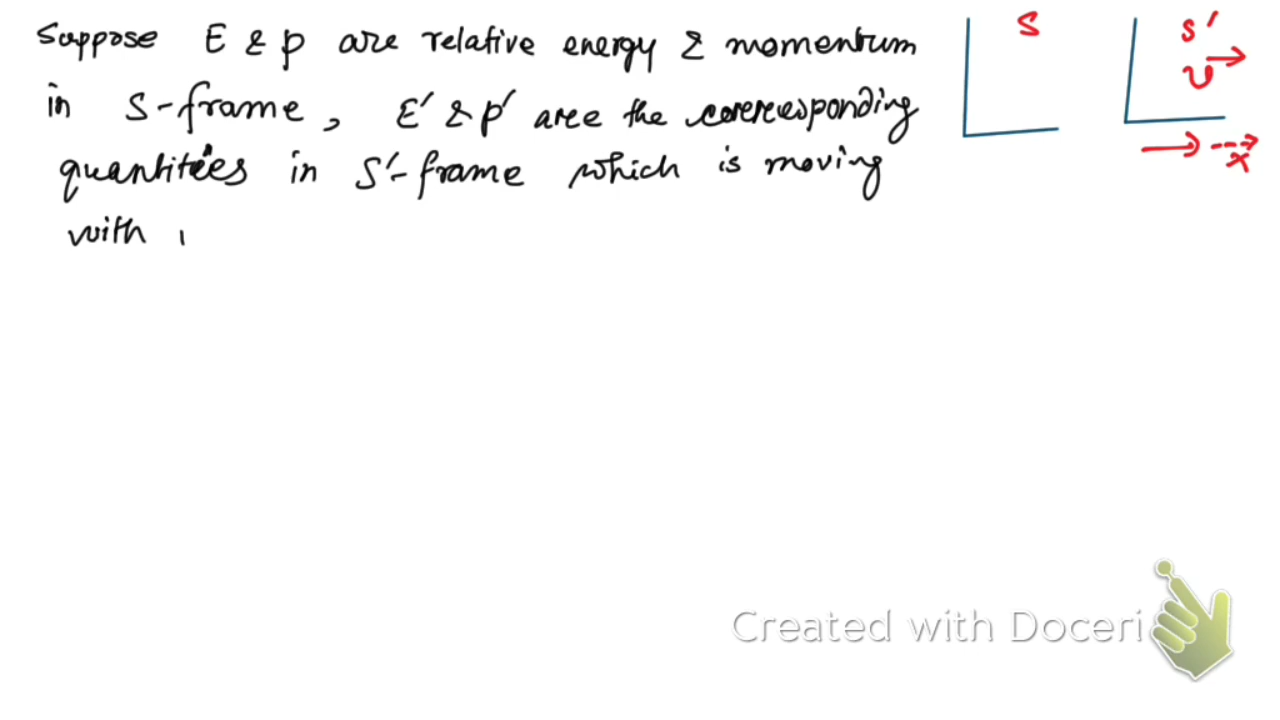 Suppose E & p are relative energy & momentum
in S-frame, E' & p' are the corresponding
quantities in S'-frame which is moving
with
S
S'
v
x
Created with Doceri